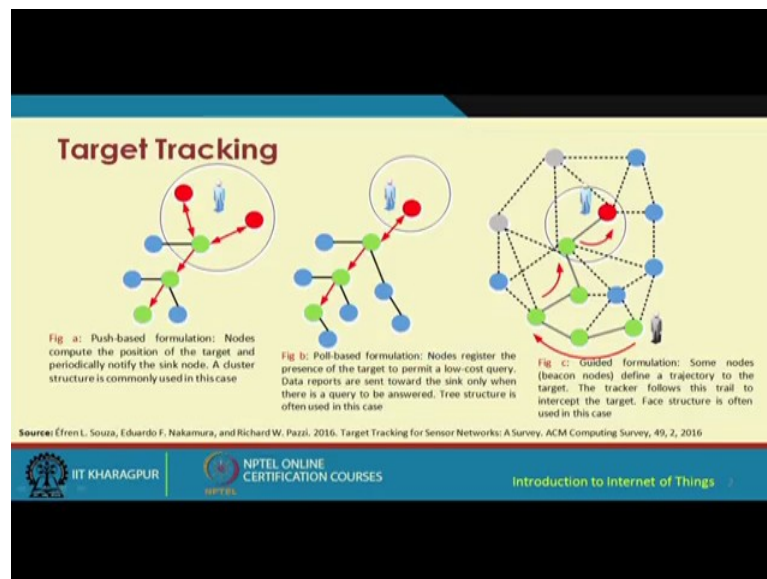 Target Tracking
Fig a: Push-based formulation: Nodes
compute the position of the target and
periodically notify the sink node. A cluster
structure is commonly used in this case
Fig b: Poll-based formulation: Nodes register the
presence of the target to permit a low-cost query.
Data reports are sent toward the sink only when
there is a query to be answered. Tree structure is
often used in this case
Fig c: Guided formulation: Some nodes
(beacon nodes) define a trajectory to the
target. The tracker follows this trail to
intercept the target. Face structure is often
used in this case
Source: Éfren L. Souza, Eduardo F. Nakamura, and Richard W. Pazzi. 2016. Target Tracking for Sensor Networks: A Survey. ACM Computing Survey, 49, 2, 2016
IIT KHARAGPUR
NPTEL
NPTEL ONLINE
CERTIFICATION COURSES
Introduction to Internet of Things